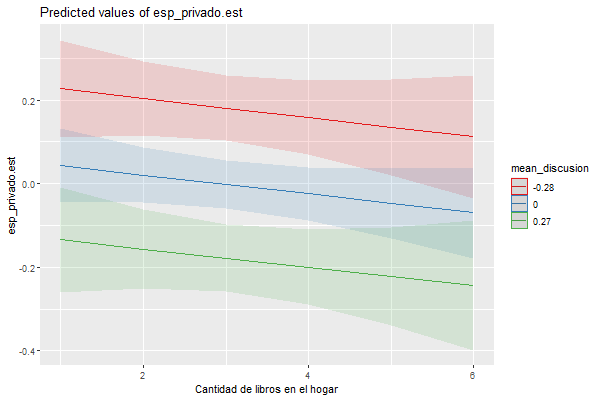 Predicted values of esp_privado.est
esp_privado.est
0.2
0.0
-0.2
-0.4
2
4
6
Cantidad de libros en el hogar
mean_discusion
-0.28
0
0.27